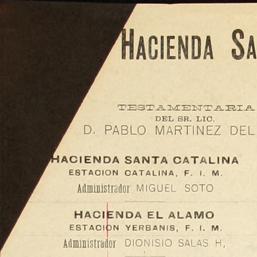 HACIENDA SA
TESTAMENTARIA
DEL SR. LIC.
D. PABLO MARTINEZ DEL
HACIENDA SANTA CATALINA
ESTACION CATALINA, F. I. M.
Administrador MIGUEL SOTO
HACIENDA EL ALAMO
ESTACION YERBANIS, F. I. M.
Administrador DIONISIO SALAS H,